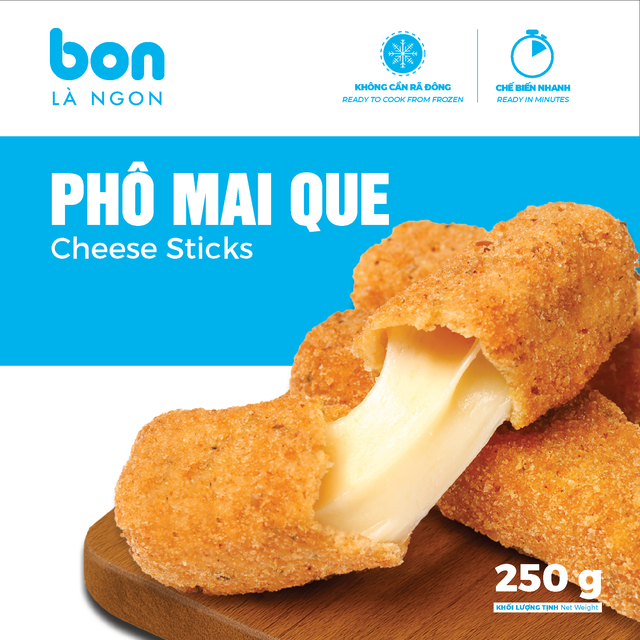 bon
LÀ NGON
KHÔNG CẦN RÃ ĐÔNG
READY TO COOK FROM FROZEN
CHẾ BIẾN NHANH
READY IN MINUTES
PHÔ MAI QUE
Cheese Sticks
250 g
KHỐI LƯỢNG TỊNH Net Weight